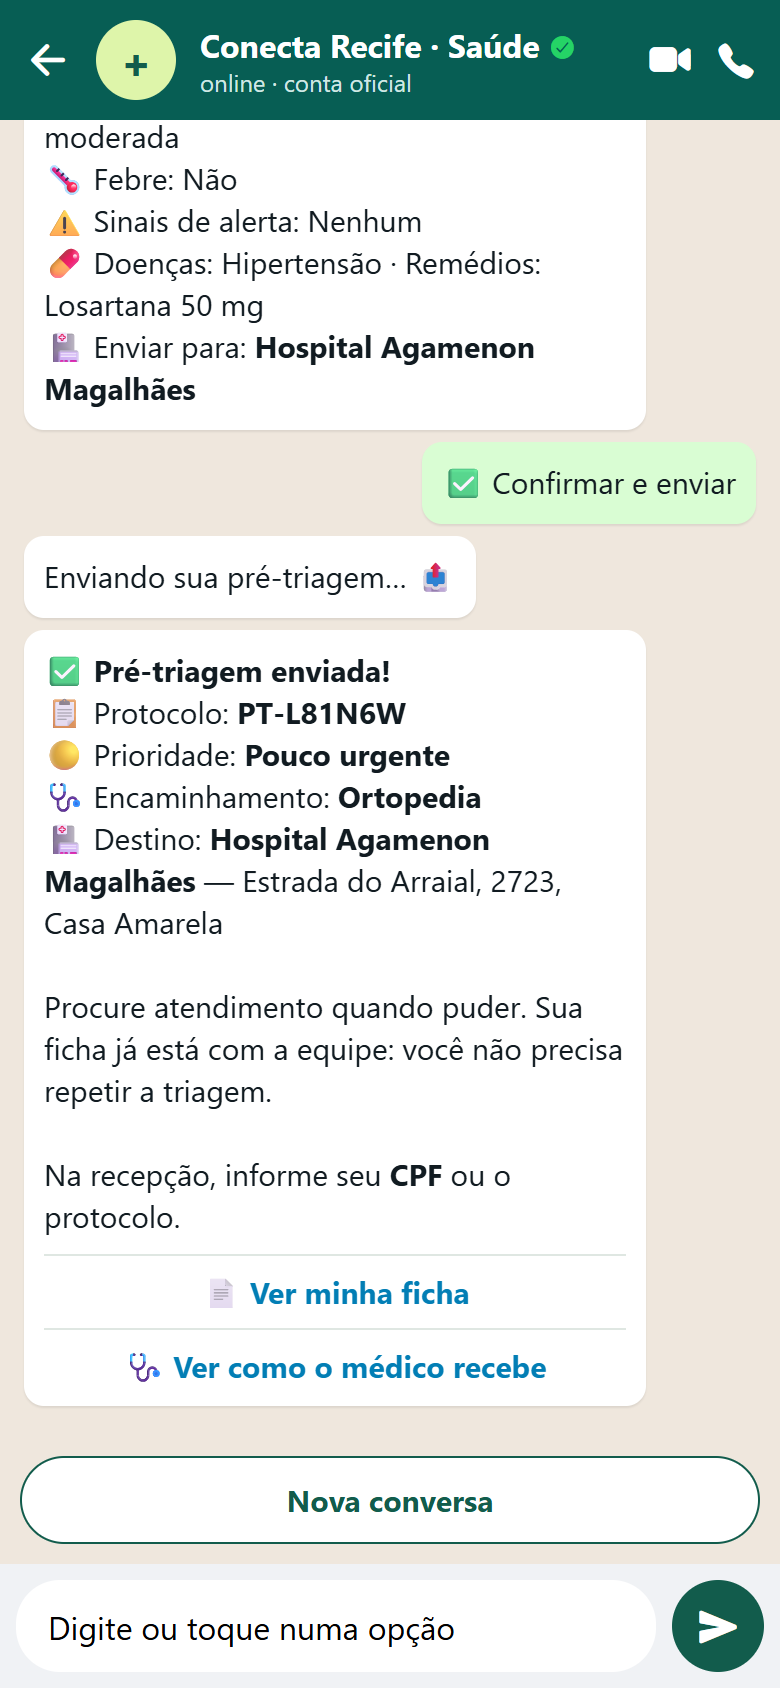 Conecta Recife · Saúde
online · conta oficial
moderada
Febre: Não
Sinais de alerta: Nenhum
Doenças: Hipertensão · Remédios:
Losartana 50 mg
Enviar para: Hospital Agamenon
Magalhães
Confirmar e enviar
Enviando sua pré-triagem...
Pré-triagem enviada!
Protocolo: PT-L81N6W
Prioridade: Pouco urgente
Encaminhamento: Ortopedia
Destino: Hospital Agamenon
Magalhães — Estrada do Arraial, 2723,
Casa Amarela
Procure atendimento quando puder. Sua
ficha já está com a equipe: você não precisa
repetir a triagem.
Na recepção, informe seu CPF ou o
protocolo.
Ver minha ficha
Ver como o médico recebe
Nova conversa
Digite ou toque numa opção